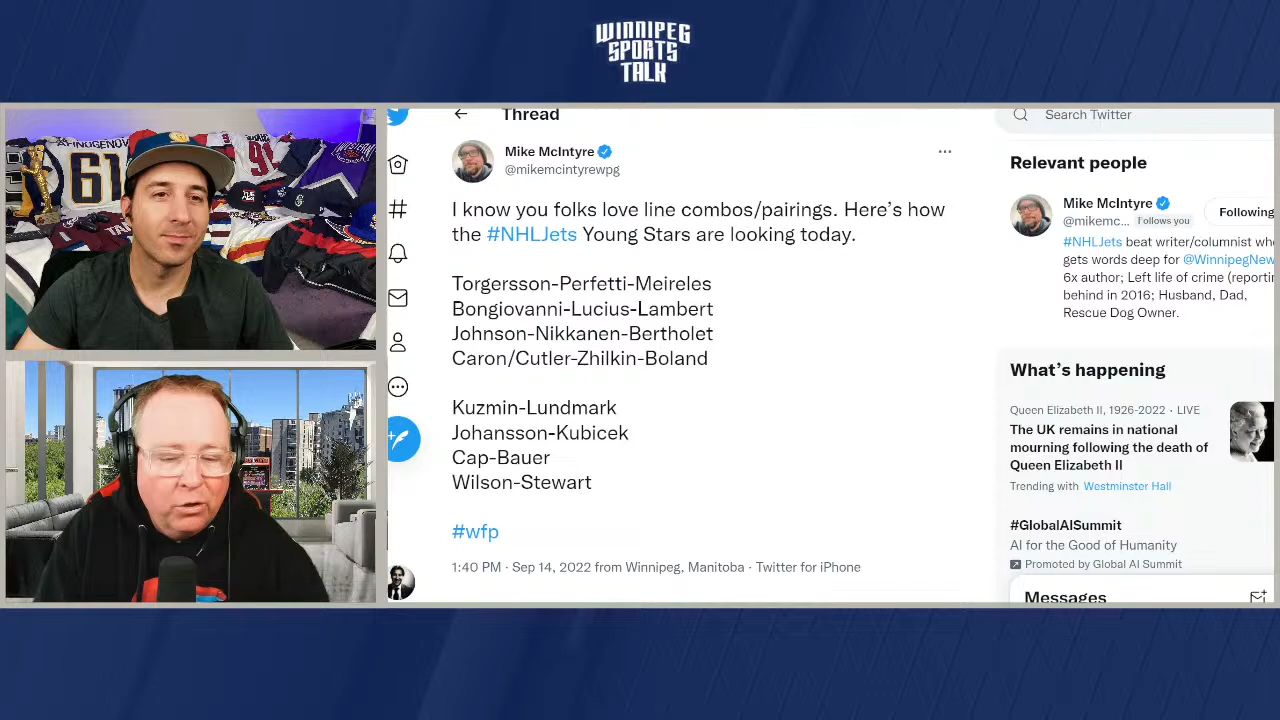 WINNIPEG
SPORTS
TALK
AFINOGENOV
61
Thread
Mike McIntyre
@mikemcintyrewpg
I know you folks love line combos/pairings. Here’s how
the #NHLJets Young Stars are looking today.
Torgersson-Perfetti-Meireles
Bongiovanni-Lucius-Lambert
Johnson-Nikkanen-Bertholet
Caron/Cutler-Zhilkin-Boland
Kuzmin-Lundmark
Johansson-Kubicek
Cap-Bauer
Wilson-Stewart
#wfp
1:40 PM · Sep 14, 2022 from Winnipeg, Manitoba · Twitter for iPhone
Search Twitter
Relevant people
Mike McIntyre
@mikemc... Follows you
Following
#NHLJets beat writer/columnist who
gets words deep for @WinnipegNew
6x author; Left life of crime (reportin
behind in 2016; Husband, Dad,
Rescue Dog Owner.
What’s happening
Queen Elizabeth II, 1926-2022 · LIVE
The UK remains in national
mourning following the death of
Queen Elizabeth II
Trending with Westminster Hall
#GlobalAISummit
AI for the Good of Humanity
Promoted by Global AI Summit
Messages